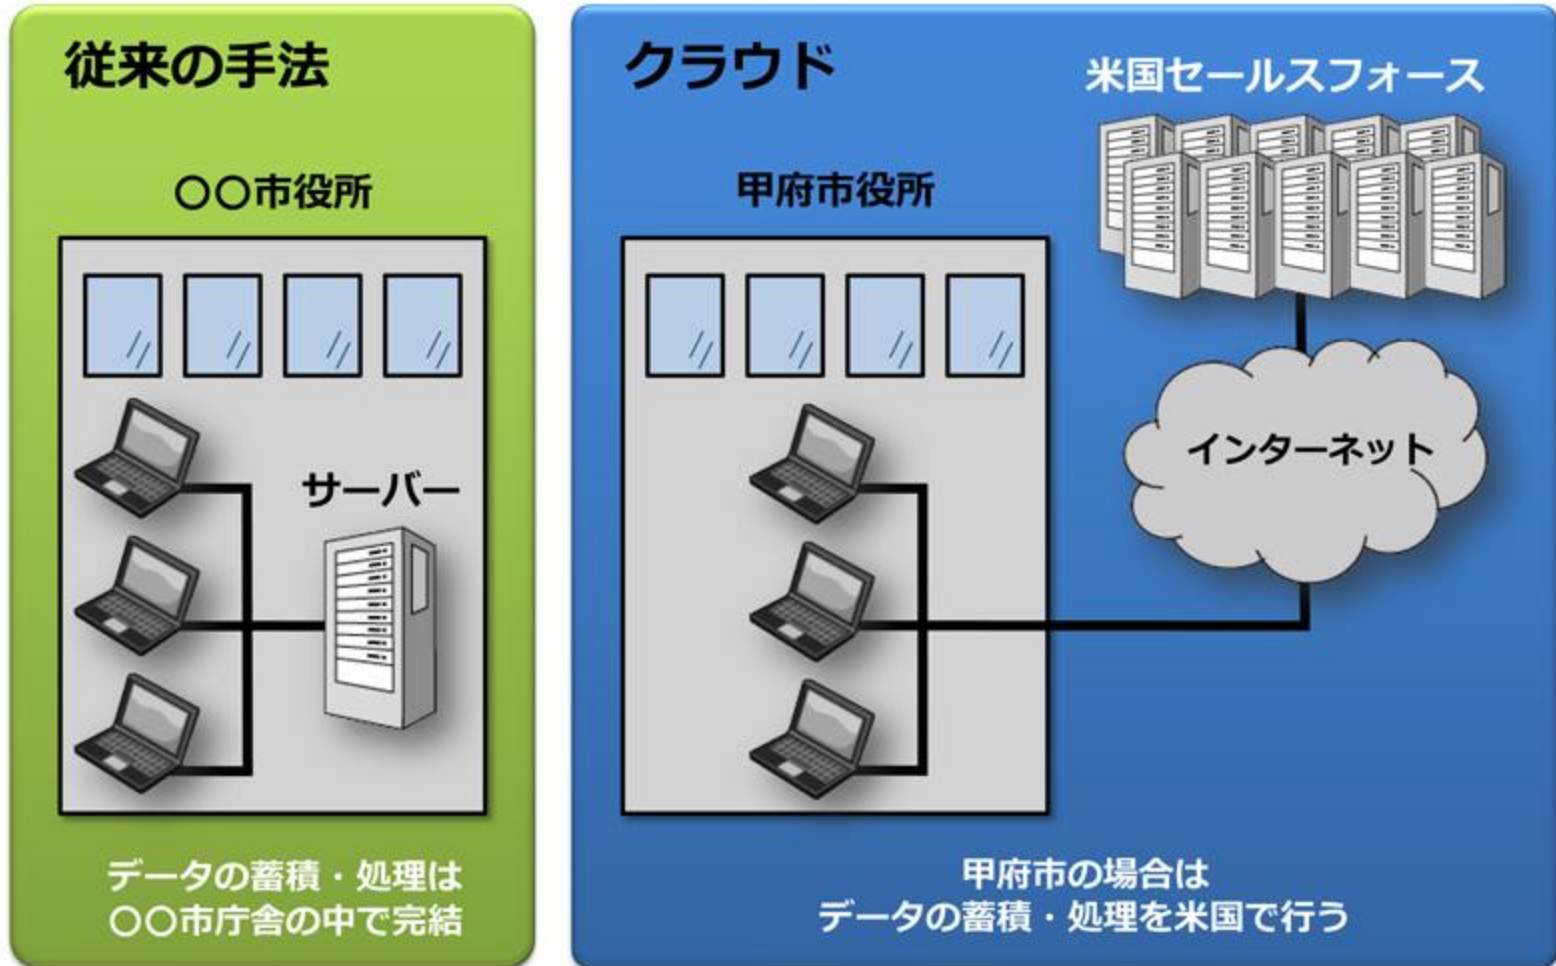 従来の手法
〇〇市役所
サーバー
データの蓄積・処理は
〇〇市庁舎の中で完結
クラウド
米国セールスフォース
甲府市役所
インターネット
甲府市の場合は
データの蓄積・処理を米国で行う